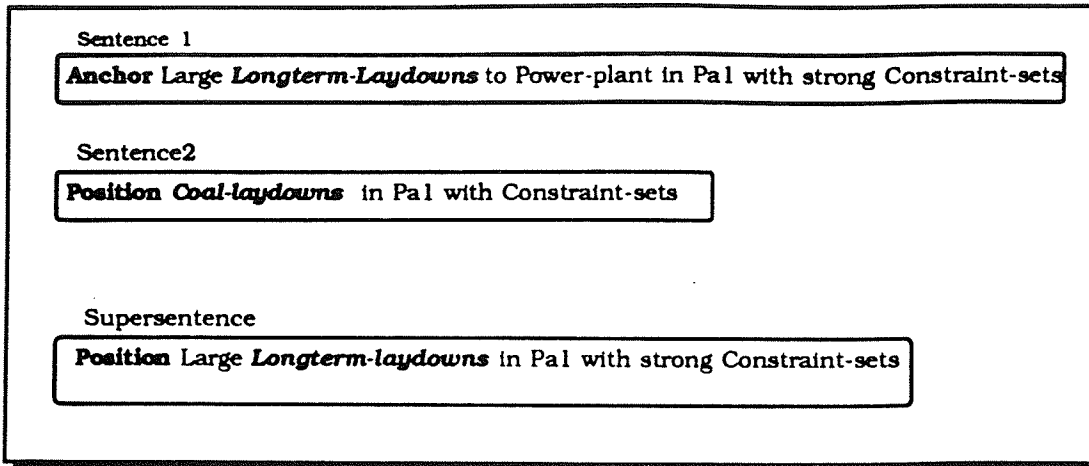 Sentence 1
Anchor Large Longterm-Laydowns to Power-plant in Pa1 with strong Constraint-sets
Sentence2
Position Coal-laydowns in Pa1 with Constraint-sets
Supersentence
Position Large Longterm-laydowns in Pa1 with strong Constraint-sets